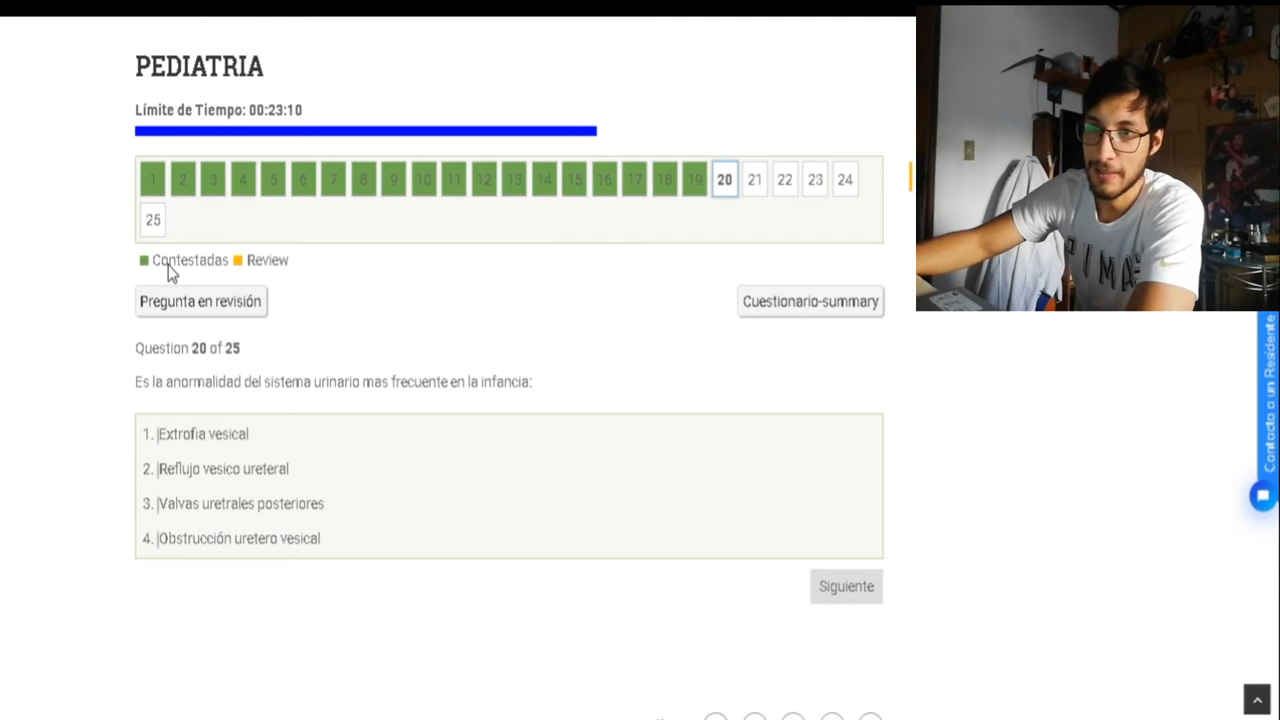 PEDIATRIA
Límite de Tiempo: 00:23:10
1 2 3 4 5 6 7 8 9 10 11 12 13 14 15 16 17 18 19 20 21 22 23 24
25
Contestadas Review
Pregunta en revisión
Cuestionario-summary
Question 20 of 25
Es la anormalidad del sistema urinario mas frecuente en la infancia:
1. Extrofia vesical
2. Reflujo vesico ureteral
3. Valvas uretrales posteriores
4. Obstrucción uretero vesical
Siguiente
Contacta a un Residente